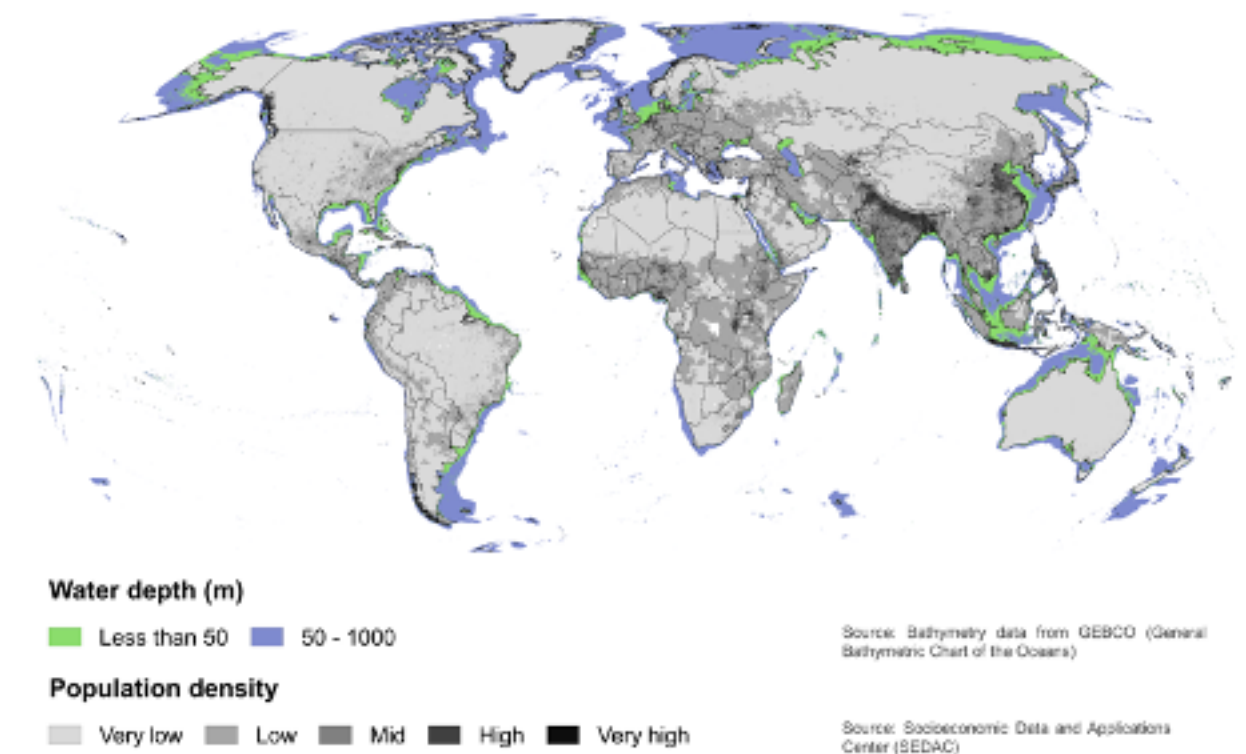 Water depth (m)
Less than 50 50 - 1000
Source: Bathymetry data from GEBCO (General
Bathymetric Chart of the Oceans)
Population density
Very low Low Mid High Very high
Source: Socioeconomic Data and Applications
Center (SEDAC)